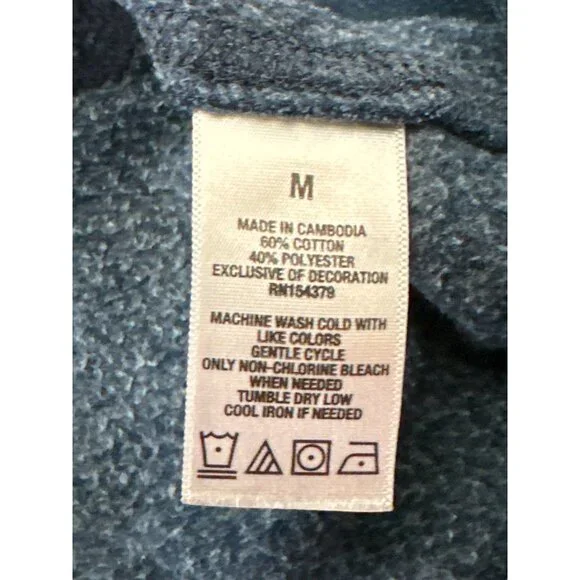 M
MADE IN CAMBODIA
60% COTTON
40% POLYESTER
EXCLUSIVE OF DECORATION
RN154379
MACHINE WASH COLD WITH
LIKE COLORS
GENTLE CYCLE
ONLY NON-CHLORINE BLEACH
WHEN NEEDED
TUMBLE DRY LOW
COOL IRON IF NEEDED